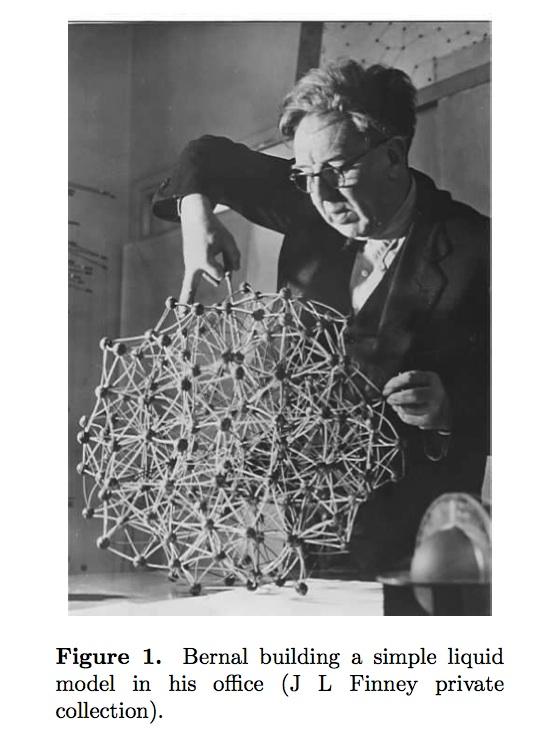 Figure 1. Bernal building a simple liquid
model in his office (J L Finney private
collection).